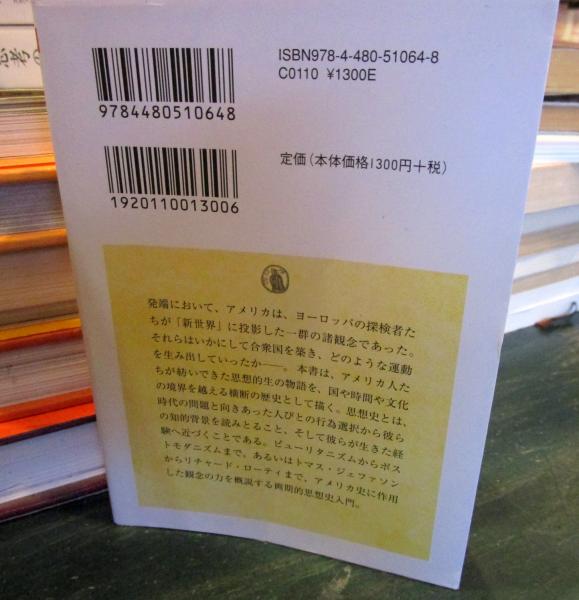 思考の
ISBN978-4-480-51064-8
C0110 ¥1300E
9784480510648
定価(本体価格1300円+税)
1920110013006
発端において、アメリカは、ヨーロッパの探検者た
ちが「新世界」に投影した一群の諸観念であった。
それらはいかにして合衆国を築き、どのような運動
を生み出していったか――。本書は、アメリカ人た
ちが紡いできた思想的生の物語を、国や時間や文化
の境界を越える横断の歴史として描く。思想史とは、
時代の問題と向きあった人びとの行為選択から彼ら
の知的背景を読みとること、そして彼らが生きた経
験へ近づくことである。ピューリタニズムからポス
トモダニズムまで、あるいはトマス・ジェファソン
からリチャード・ローティまで、アメリカ史に作用
した観念の力を概説する画期的思想史入門。